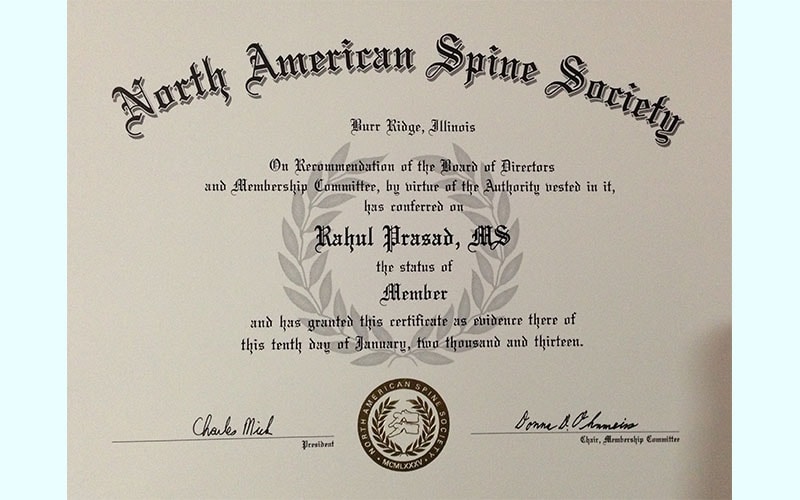 North American Spine Society
Burr Ridge, Illinois
On Recommendation of the Board of Directors
and Membership Committee, by virtue of the Authority vested in it,
has conferred on
Rahul Prasad, MS
the status of
Member
and has granted this certificate as evidence there of
this tenth day of January, two thousand and thirteen.
Charles Mick
President
NORTH AMERICAN SPINE SOCIETY
MCMLXXXV
Donna D.
Chair, Membership Committee